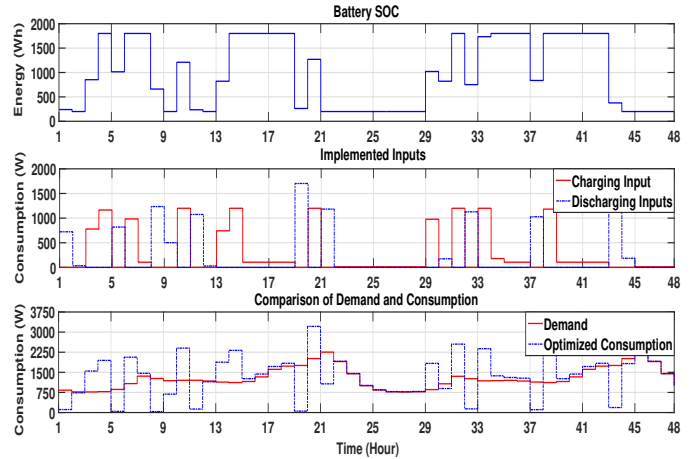 Battery SOC
Energy (Wh)
2000
1500
1000
500
0
1 5 9 13 17 21 25 29 33 37 41 45 48
Implemented Inputs
Consumption (W)
2000
1500
1000
500
0
Charging Input
Discharging Inputs
1 5 9 13 17 21 25 29 33 37 41 45 48
Comparison of Demand and Consumption
Consumption (W)
3750
3000
2250
1500
750
0
Demand
Optimized Consumption
1 5 9 13 17 21 25 29 33 37 41 45 48
Time (Hour)